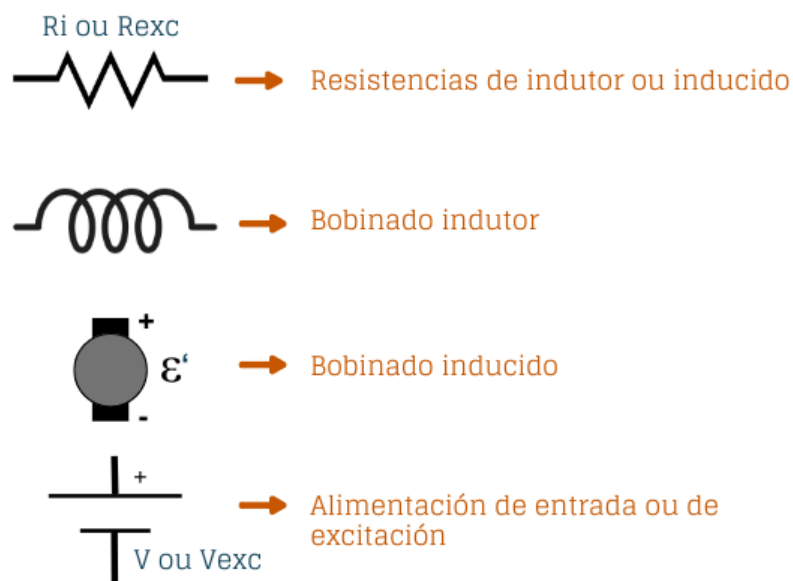 Ri ou Rexc
Resistencias de indutor ou inducido
Bobinado indutor
+
ε‘
-
Bobinado inducido
+
V ou Vexc
Alimentación de entrada ou de
excitación